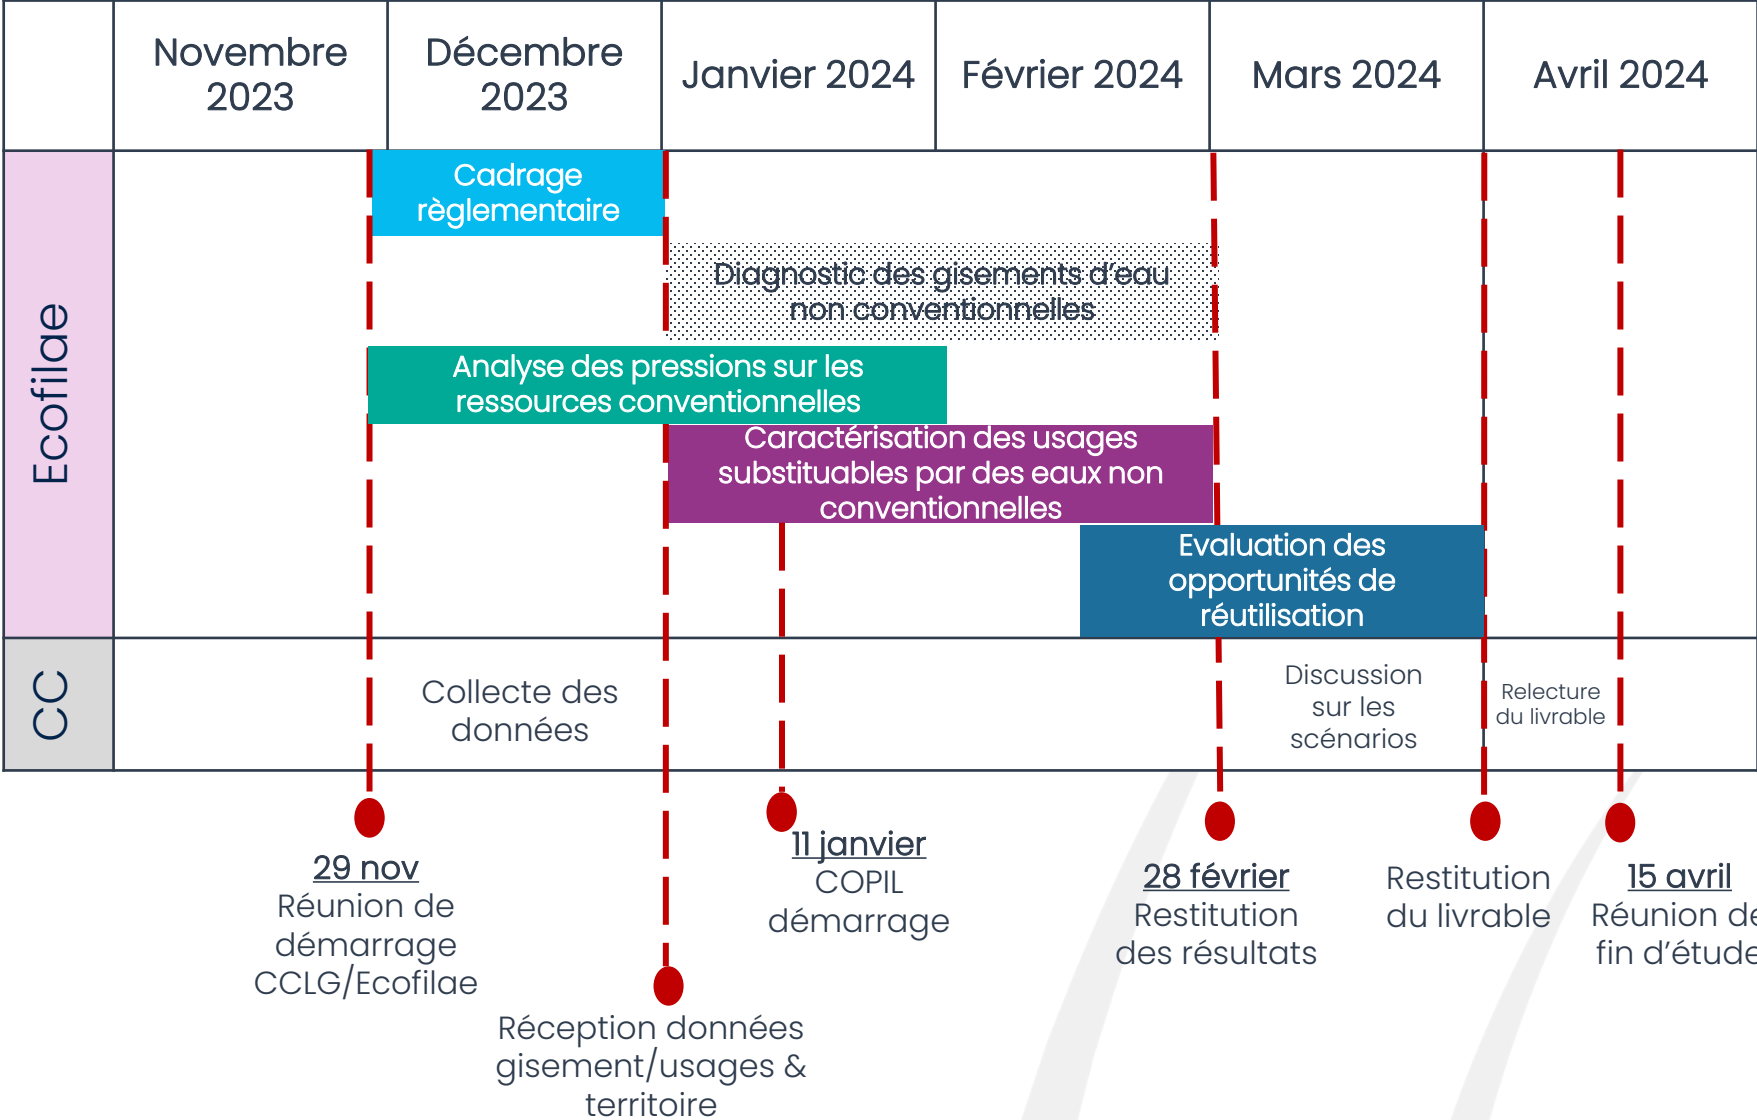 Novembre
2023
Décembre
2023
Janvier 2024
Février 2024
Mars 2024
Avril 2024
Ecofilae
Cadrage
règlementaire
Diagnostic des gisements d'eau
non conventionnelles
Analyse des pressions sur les
ressources conventionnelles
Caractérisation des usages
substituables par des eaux non
conventionnelles
Evaluation des
opportunités de
réutilisation
CC
Collecte des
données
Discussion
sur les
scénarios
Relecture
du livrable
29 nov
Réunion de
démarrage
CCLG/Ecofilae
Réception données
gisement/usages &
territoire
11 janvier
COPIL
démarrage
28 février
Restitution
des résultats
Restitution
du livrable
15 avril
Réunion de
fin d'étude